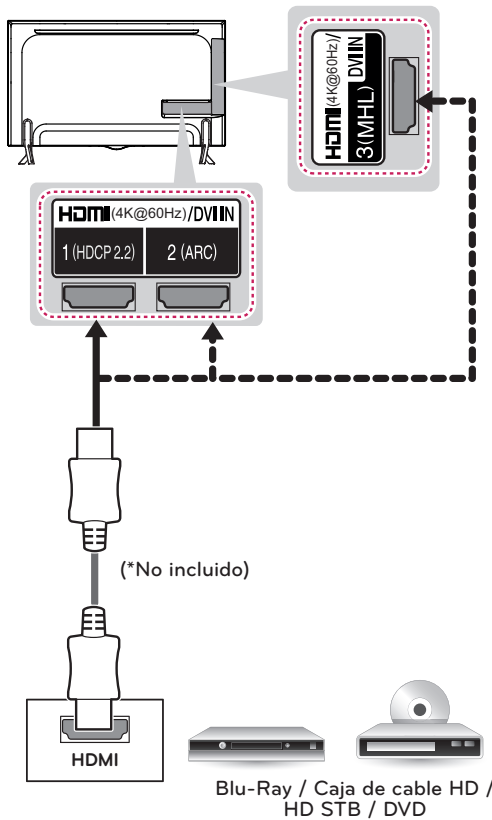 HDMI(4K@60Hz)/
DVI IN
3(MHL)
HDMI(4K@60Hz)/DVI IN
1 (HDCP 2.2)
2 (ARC)
(*No incluido)
HDMI
Blu-Ray / Caja de cable HD /
HD STB / DVD